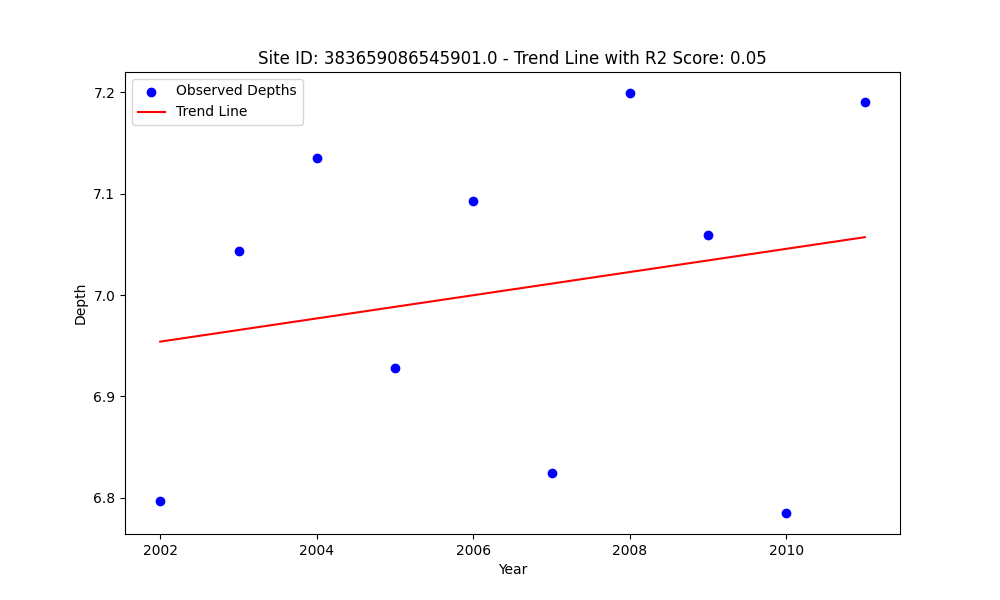 Site ID: 383659086545901.0 - Trend Line with R2 Score: 0.05
Observed Depths
Trend Line
7.2
7.1
7.0
6.9
6.8
Depth
2002
2004
2006
2008
2010
Year